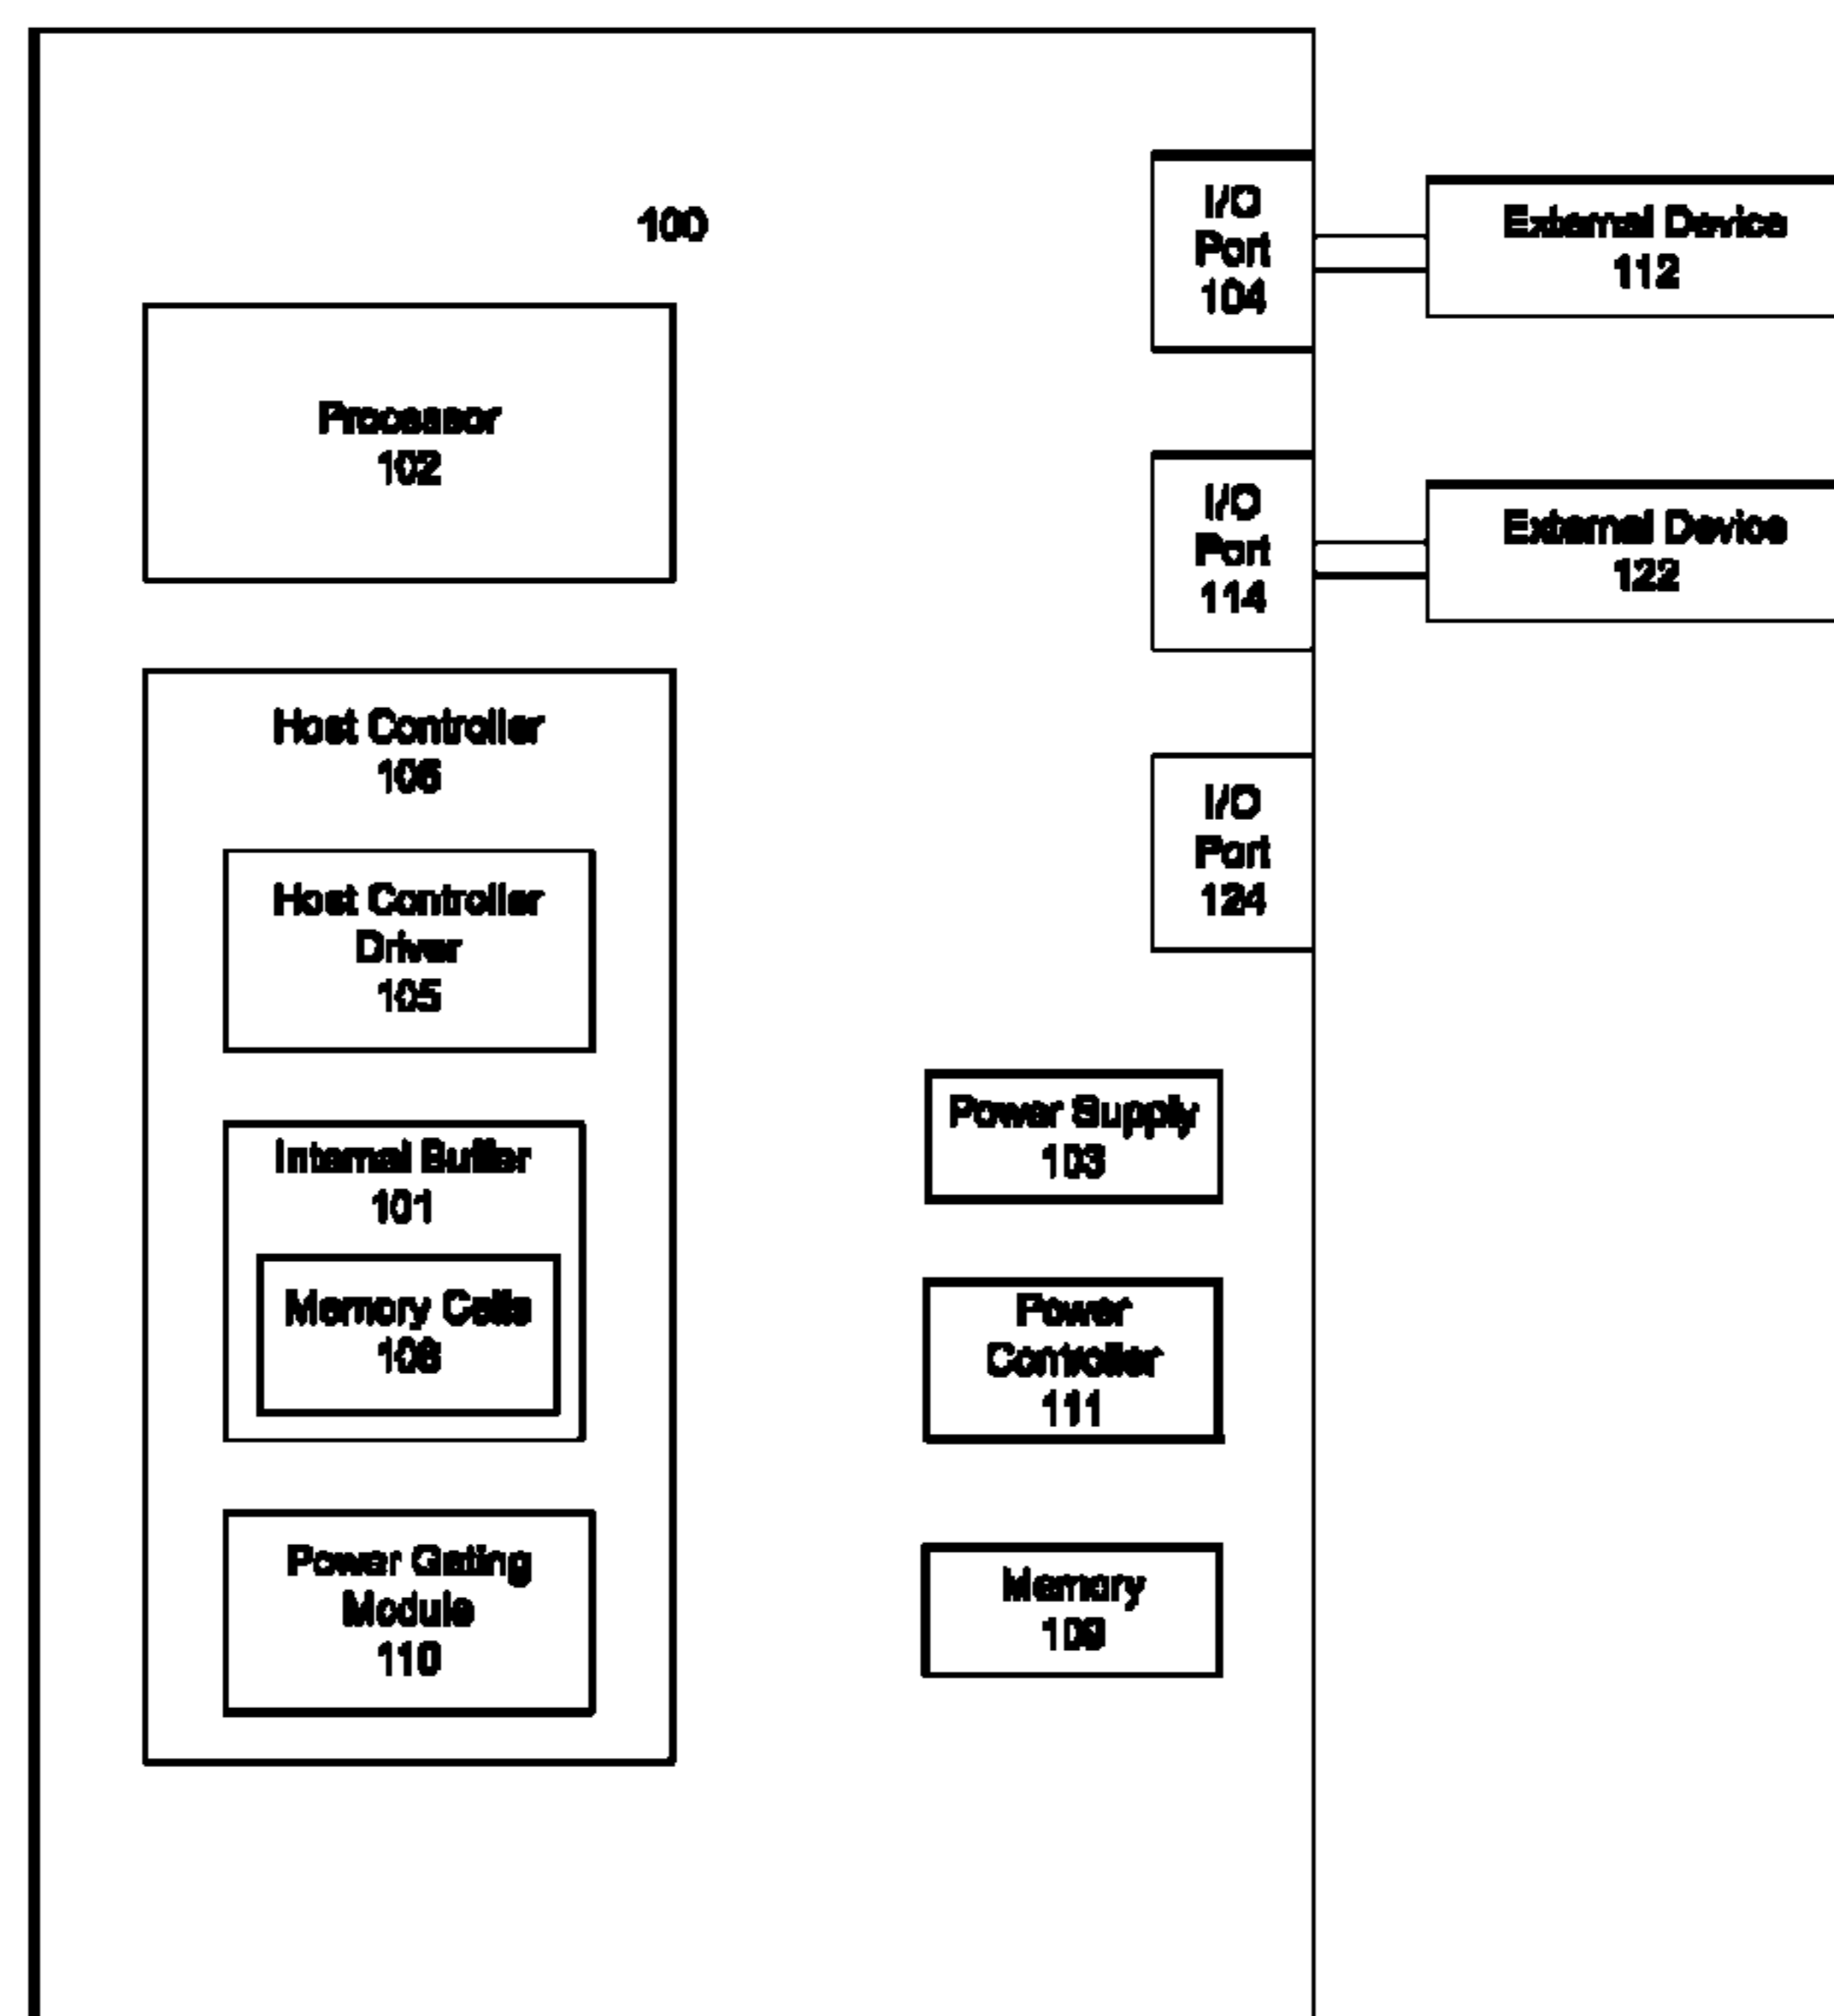 100
Processor
102
Host Controller
106
Host Controller
Driver
105
Internal Buffer
101
Memory Cells
108
Power Gating
Module
110
I/O
Port
104
External Device
112
I/O
Port
114
External Device
122
I/O
Port
124
Power Supply
103
Power
Controller
111
Memory
109